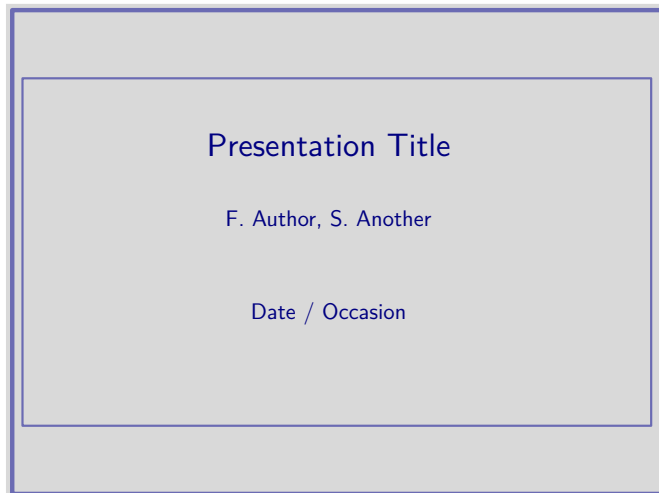 Presentation Title
F. Author, S. Another
Date / Occasion